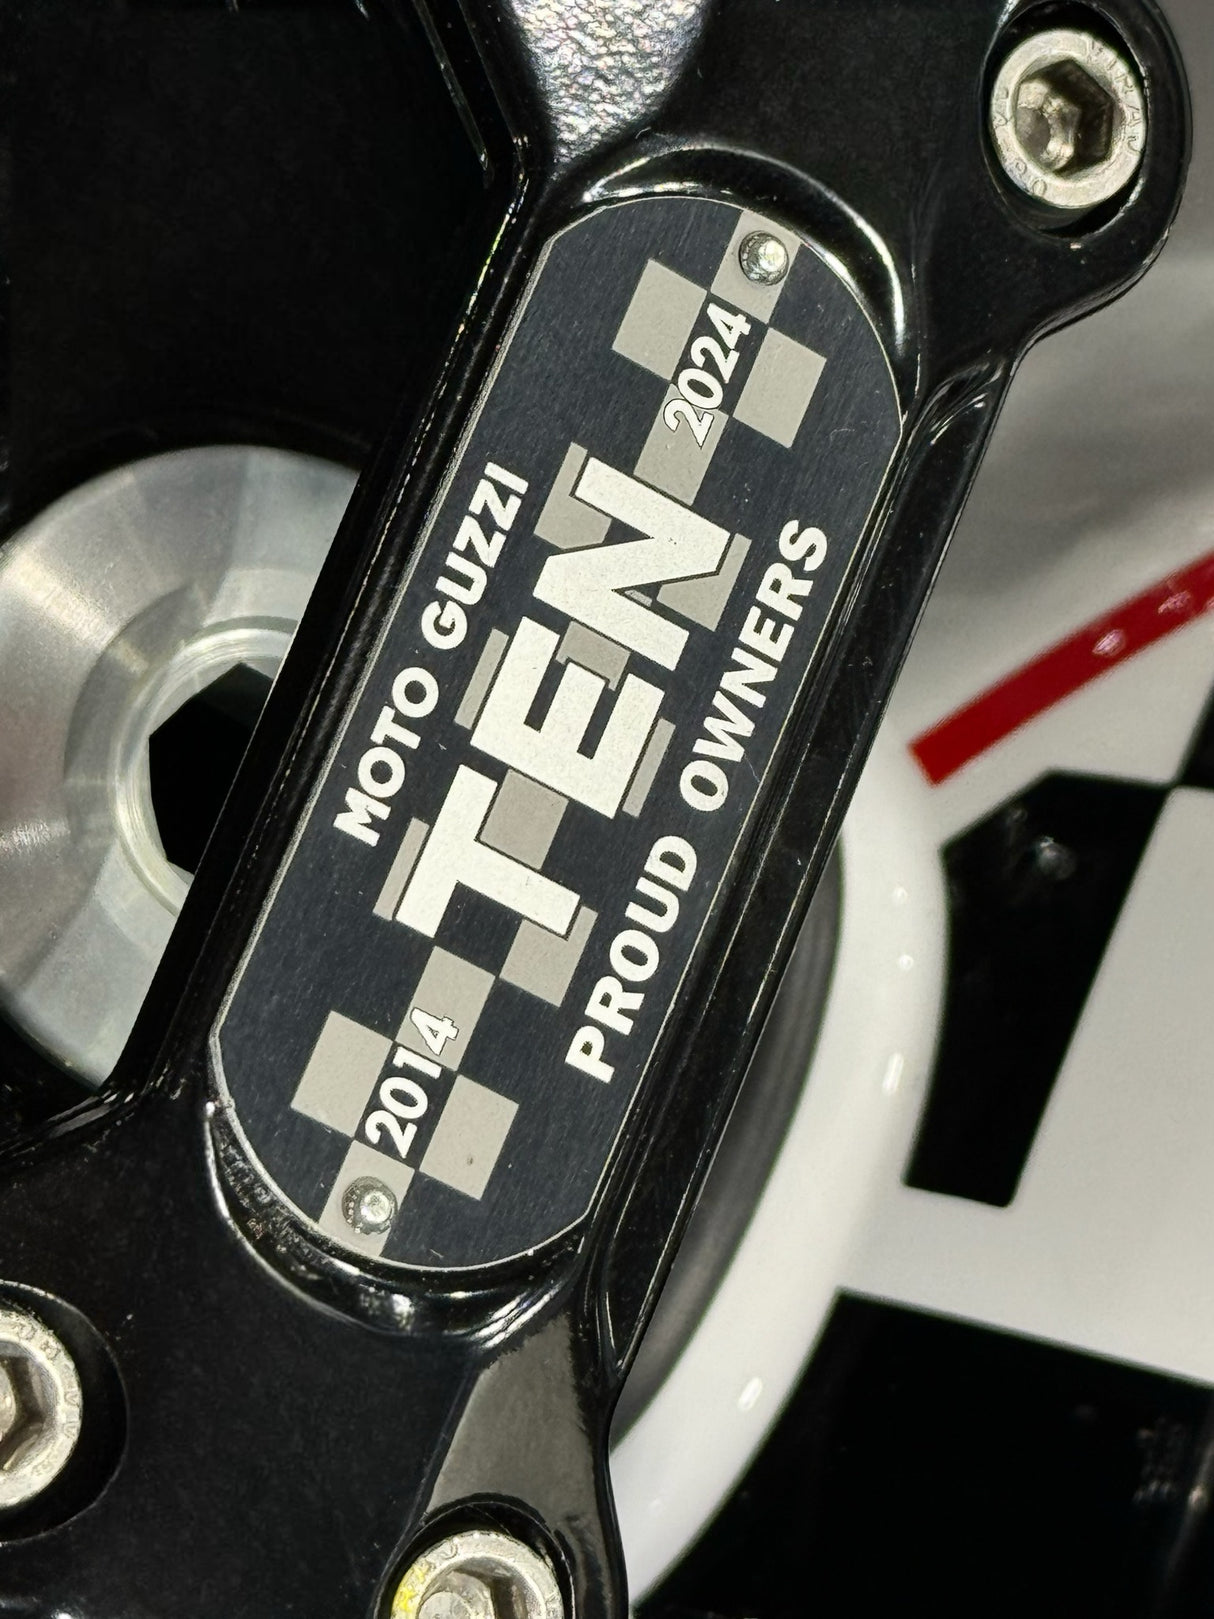 MOTO GUZZI
2014 TEN 2024
PROUD OWNERS